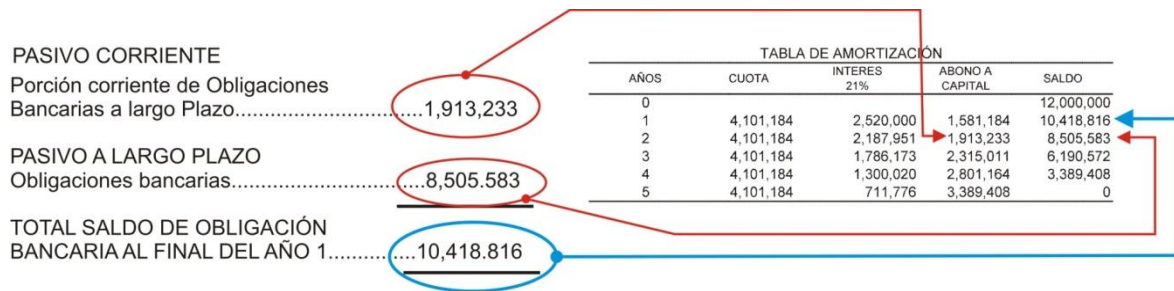 PASIVO CORRIENTE
Porción corriente de Obligaciones
Bancarias a largo Plazo..............................1,913,233
PASIVO A LARGO PLAZO
Obligaciones bancarias..............................8,505.583
TOTAL SALDO DE OBLIGACIÓN
BANCARIA AL FINAL DEL AÑO 1..............10,418.816
TABLA DE AMORTIZACIÓN
AÑOS CUOTA INTERES 21% ABONO A CAPITAL SALDO
0 12,000,000
1 4,101,184 2,520,000 1,581,184 10,418,816
2 4,101,184 2,187,951 1,913,233 8,505,583
3 4,101,184 1,786,173 2,315,011 6,190,572
4 4,101,184 1,300,020 2,801,164 3,389,408
5 4,101,184 711,776 3,389,408 0